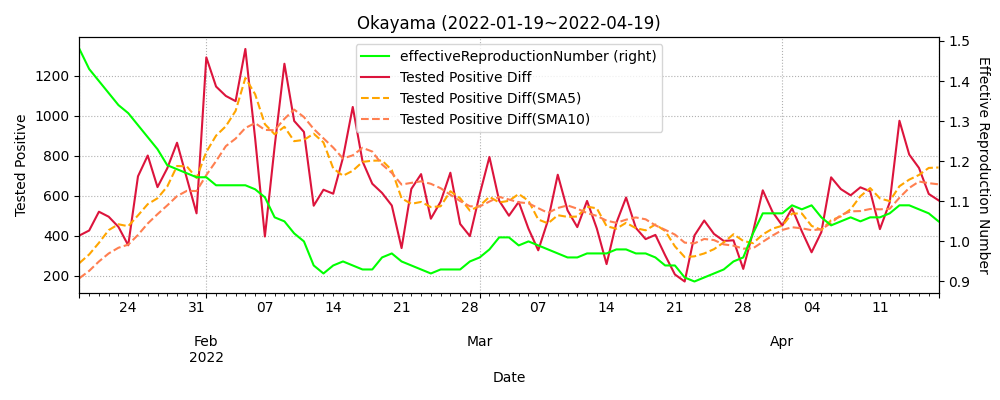 Okayama (2022-01-19~2022-04-19)
effectiveReproductionNumber (right)
Tested Positive Diff
Tested Positive Diff(SMA5)
Tested Positive Diff(SMA10)
Tested Positive
1200
1000
800
600
400
200
1.5
1.4
1.3
1.2
1.1
1.0
0.9
Effective Reproduction Number
24 31 07 14 21 28 07 14 21 28 04 11
Feb Mar Apr
2022
Date